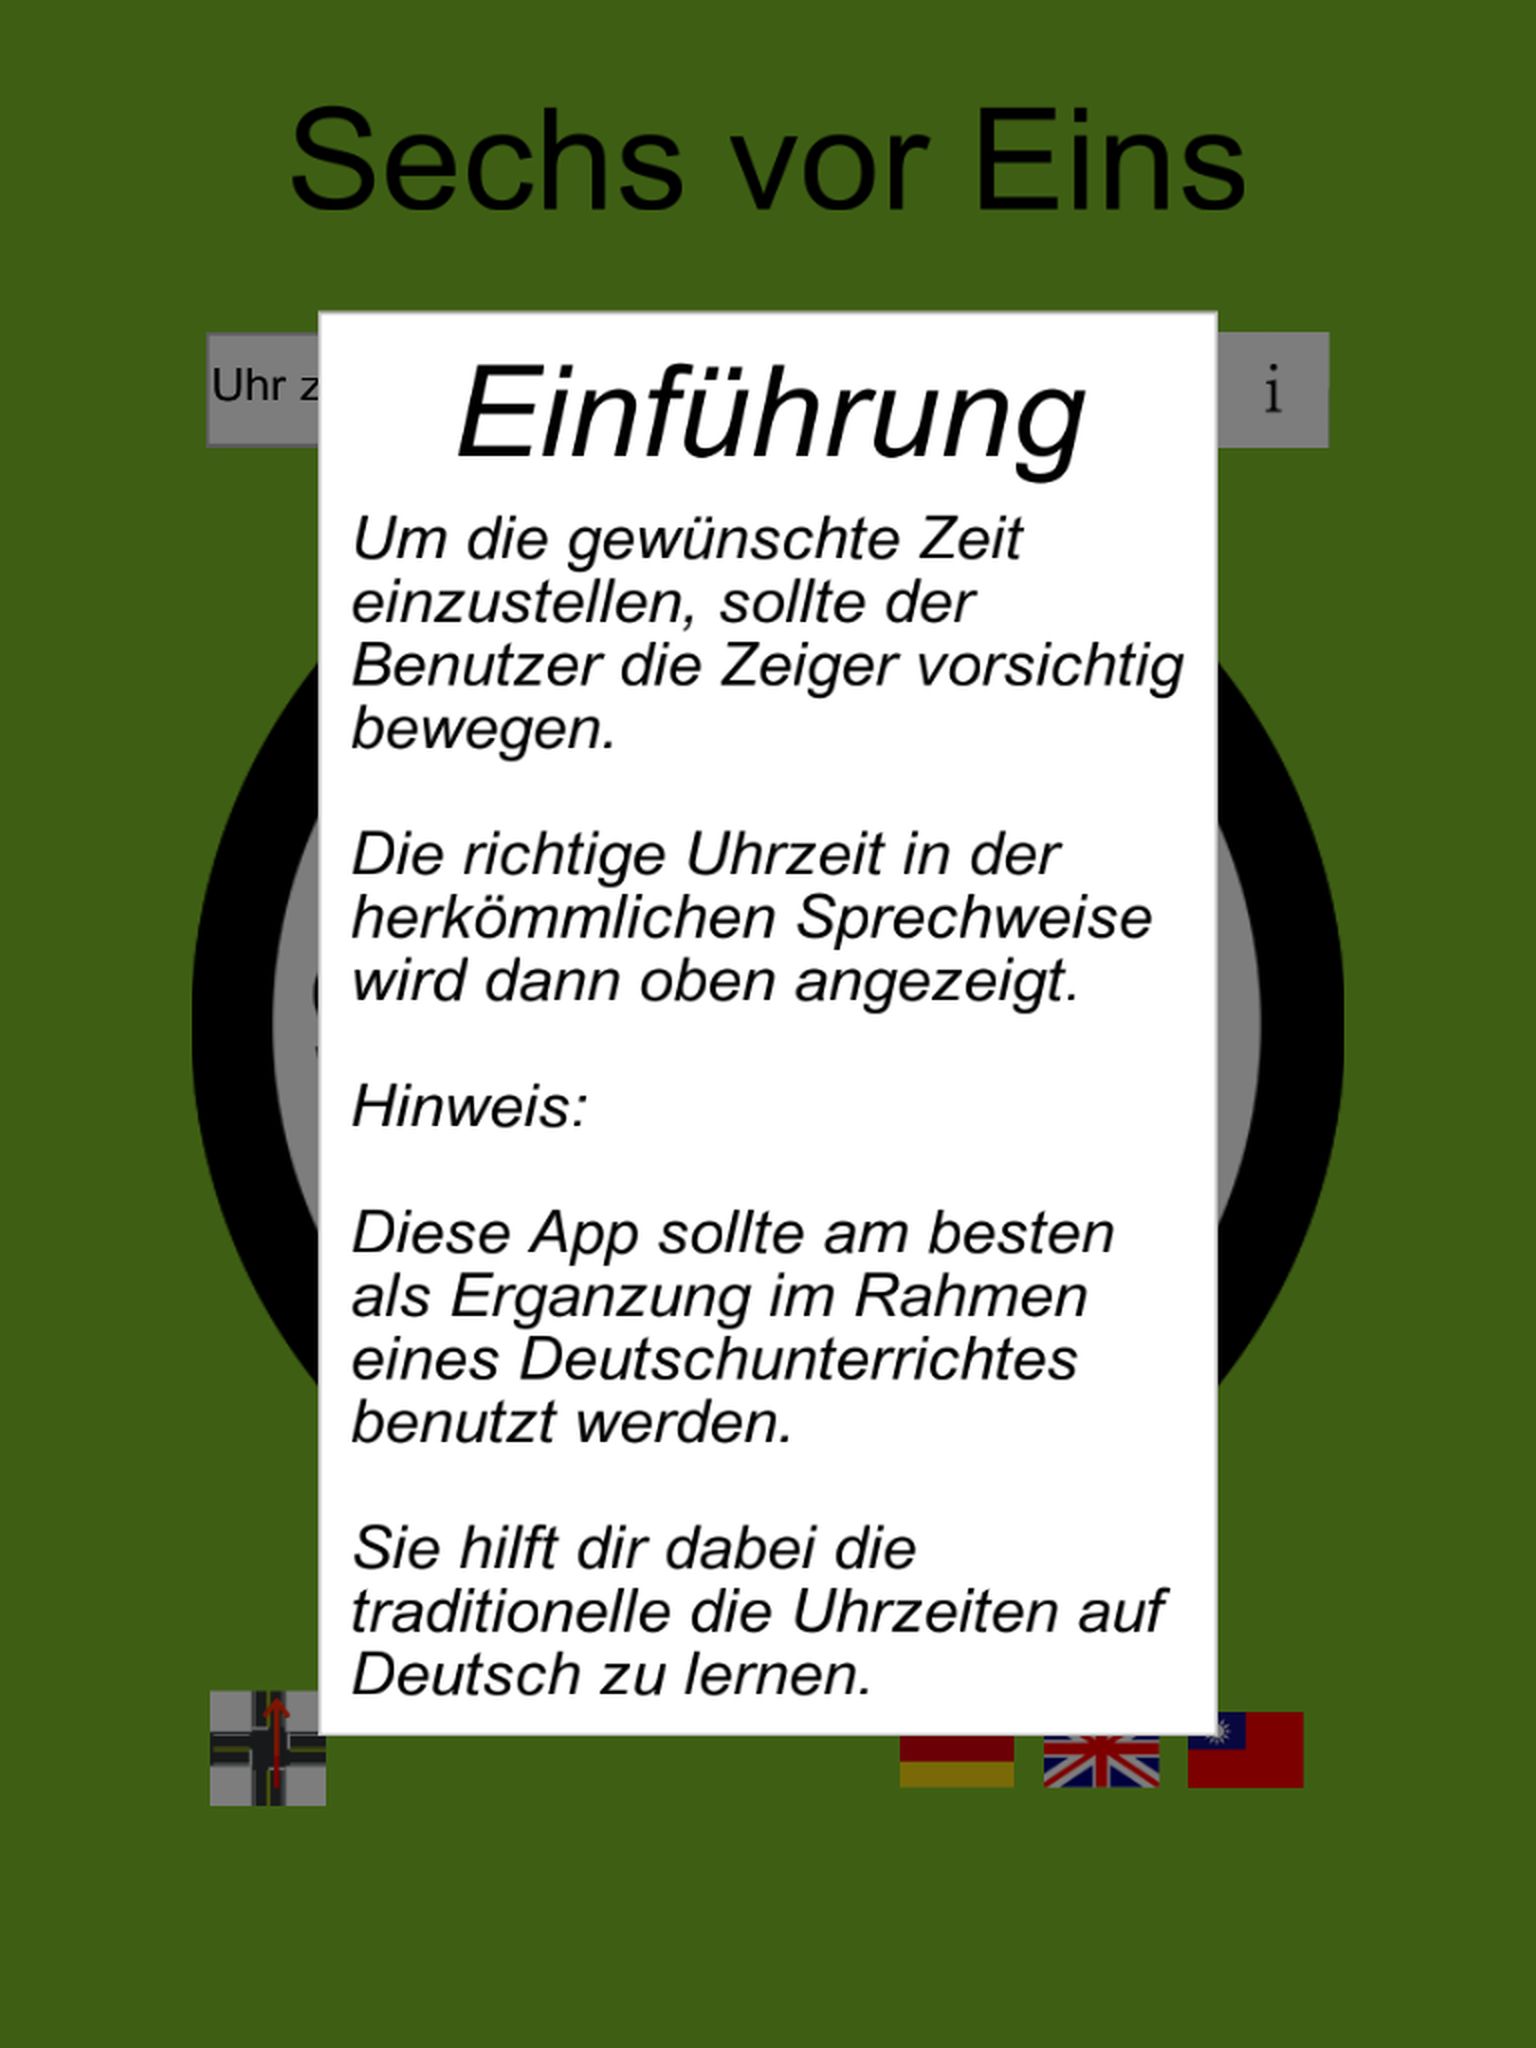 Sechs vor Eins
Uhr z
i
Einführung
Um die gewünschte Zeit
einzustellen, sollte der
Benutzer die Zeiger vorsichtig
bewegen.
Die richtige Uhrzeit in der
herkömmlichen Sprechweise
wird dann oben angezeigt.
Hinweis:
Diese App sollte am besten
als Erganzung im Rahmen
eines Deutschunterrichtes
benutzt werden.
Sie hilft dir dabei die
traditionelle die Uhrzeiten auf
Deutsch zu lernen.